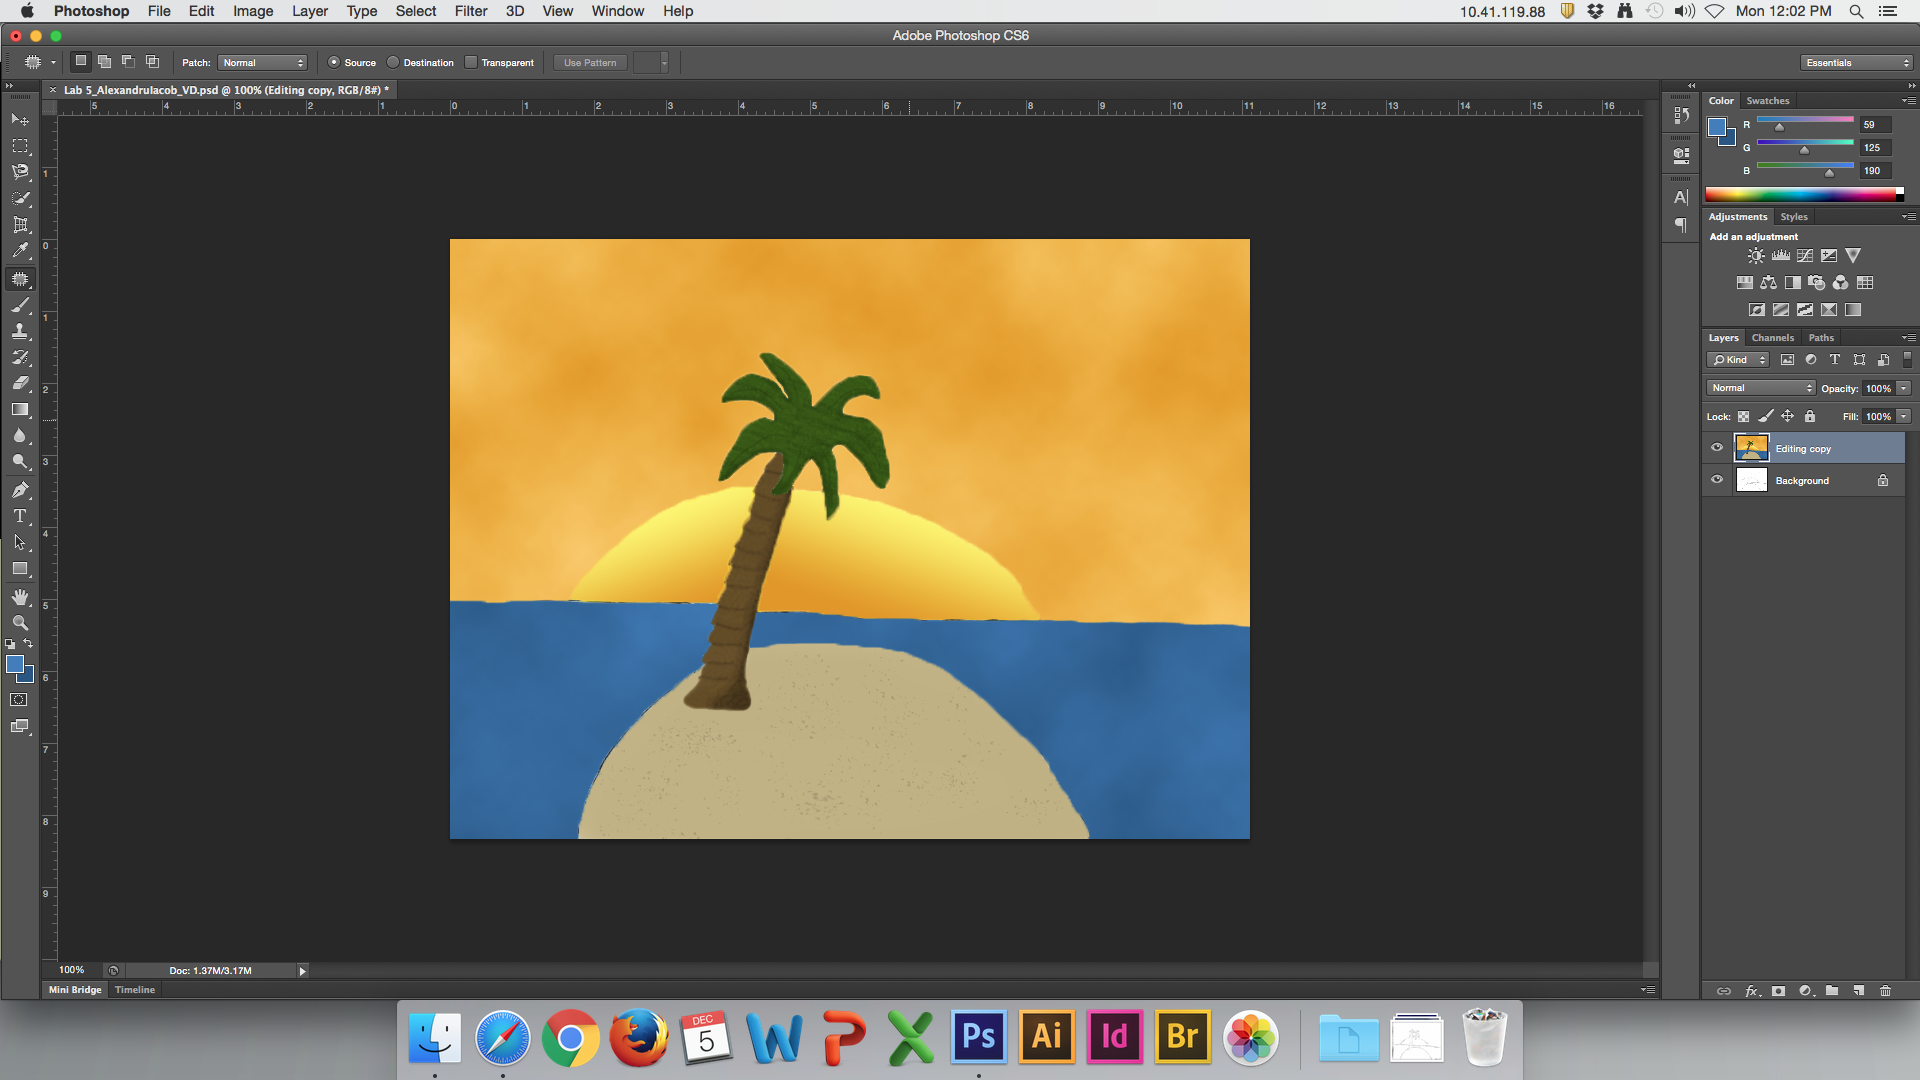 Photoshop File Edit Image Layer Type Select Filter 3D View Window Help 10.41.119.88 Mon 12:02 PM
Adobe Photoshop CS6
Patch: Normal Source Destination Transparent Use Pattern Essentials
Lab 5_AlexandruIacob_VD.psd @ 100% (Editing copy, RGB/8#) *
5 4 3 2 1 0 1 2 3 4 5 6 7 8 9 10 11 12 13 14 15 16
1
0
1
2
3
4
5
6
7
8
9
Color Swatches
R 59
G 125
B 190
Adjustments Styles
Add an adjustment
Layers Channels Paths
Kind
Normal Opacity: 100%
Lock: Fill: 100%
Editing copy
Background
100% Doc: 1.37M/3.17M
Mini Bridge Timeline
DEC
5
Ps Ai Id Br